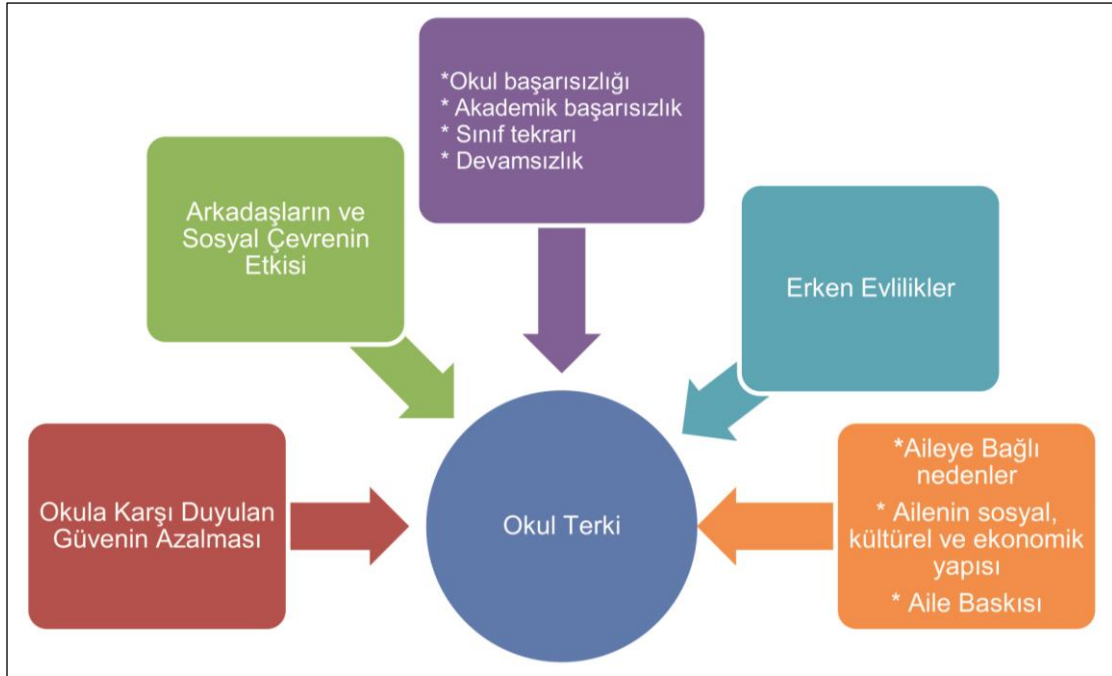 *Okul başarısızlığı
* Akademik başarısızlık
* Sınıf tekrarı
* Devamsızlık
Arkadaşların ve
Sosyal Çevrenin
Etkisi
Erken Evlilikler
Okula Karşı Duyulan
Güvenin Azalması
Okul Terki
*Aileye Bağlı
nedenler
* Ailenin sosyal,
kültürel ve ekonomik
yapısı
* Aile Baskısı